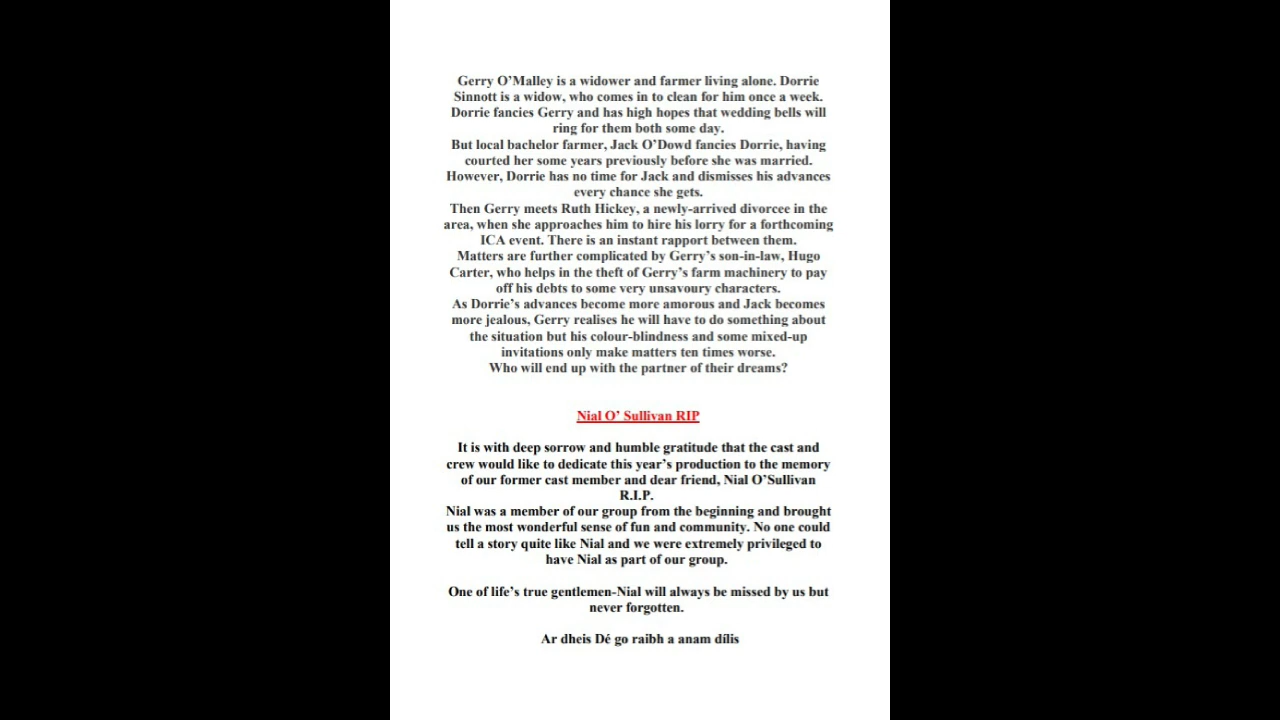 Gerry O’Malley is a widower and farmer living alone. Dorrie
Sinnott is a widow, who comes in to clean for him once a week.
Dorrie fancies Gerry and has high hopes that wedding bells will
ring for them both some day.
But local bachelor farmer, Jack O’Dowd fancies Dorrie, having
courted her some years previously before she was married.
However, Dorrie has no time for Jack and dismisses his advances
every chance she gets.
Then Gerry meets Ruth Hickey, a newly-arrived divorcee in the
area, when she approaches him to hire his lorry for a forthcoming
ICA event. There is an instant rapport between them.
Matters are further complicated by Gerry’s son-in-law, Hugo
Carter, who helps in the theft of Gerry’s farm machinery to pay
off his debts to some very unsavoury characters.
As Dorrie’s advances become more amorous and Jack becomes
more jealous, Gerry realises he will have to do something about
the situation but his colour-blindness and some mixed-up
invitations only make matters ten times worse.
Who will end up with the partner of their dreams?
Nial O’ Sullivan RIP
It is with deep sorrow and humble gratitude that the cast and
crew would like to dedicate this year’s production to the memory
of our former cast member and dear friend, Nial O’Sullivan
R.I.P.
Nial was a member of our group from the beginning and brought
us the most wonderful sense of fun and community. No one could
tell a story quite like Nial and we were extremely privileged to
have Nial as part of our group.
One of life’s true gentlemen-Nial will always be missed by us but
never forgotten.
Ar dheis Dé go raibh a anam dílis